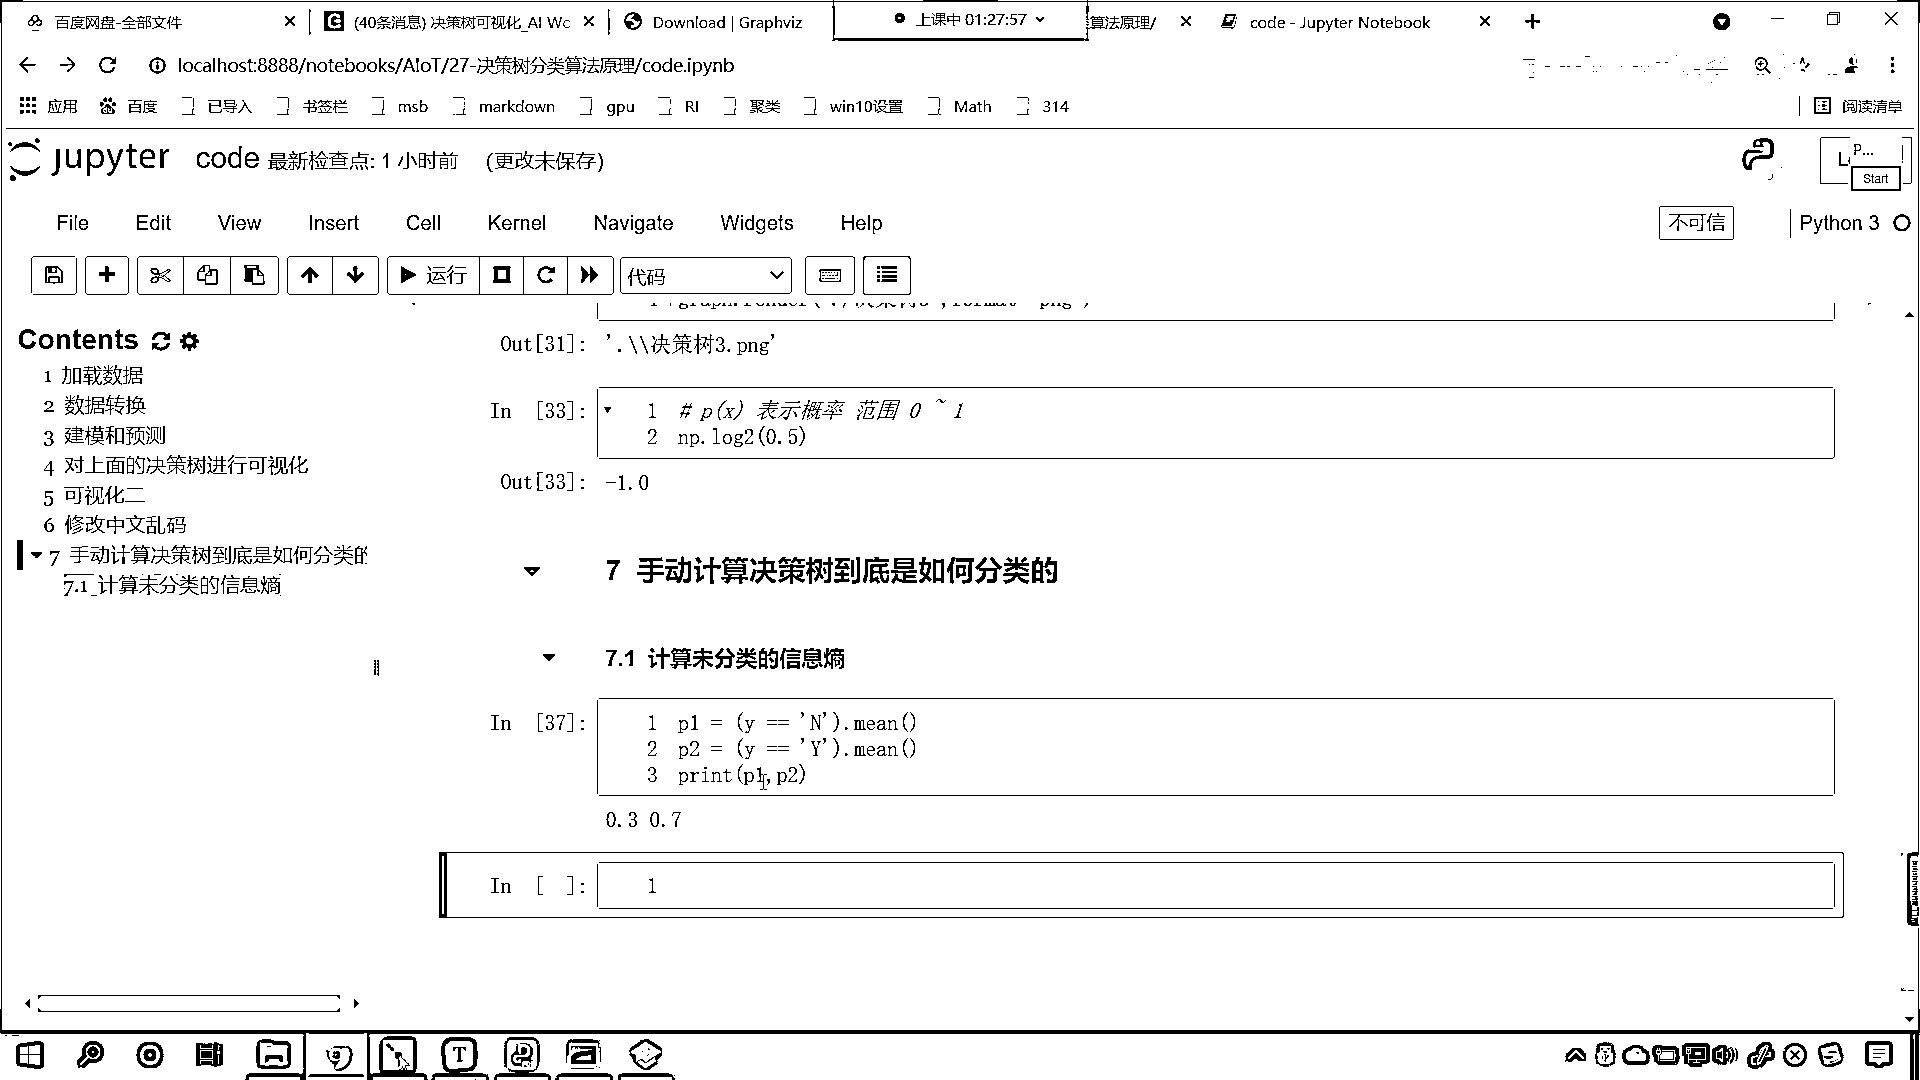 百度网盘-全部文件
(40条消息) 决策树可视化_AI Wc
Download | Graphviz
上课中 01:27:57
算法原理/
code - Jupyter Notebook
localhost:8888/notebooks/AIoT/27-决策树分类算法原理/code.ipynb
应用 百度 已导入 书签栏 msb markdown gpu RI 聚类 win10设置 Math 314 阅读清单
jupyter code 最新检查点: 1 小时前 (更改未保存)
P...
Start
File Edit View Insert Cell Kernel Navigate Widgets Help 不可信 Python 3
运行 代码
Contents
1 加载数据
2 数据转换
3 建模和预测
4 对上面的决策树进行可视化
5 可视化二
6 修改中文乱码
7 手动计算决策树到底是如何分类的
7.1 计算未分类的信息熵
Out[31]: '.\\决策树3.png'
In [33]: 1 # p(x) 表示概率 范围 0 ~ 1
2 np.log2(0.5)
Out[33]: -1.0
7 手动计算决策树到底是如何分类的
7.1 计算未分类的信息熵
In [37]: 1 p1 = (y == 'N').mean()
2 p2 = (y == 'Y').mean()
3 print(p1,p2)
0.3 0.7
In [ ]: 1